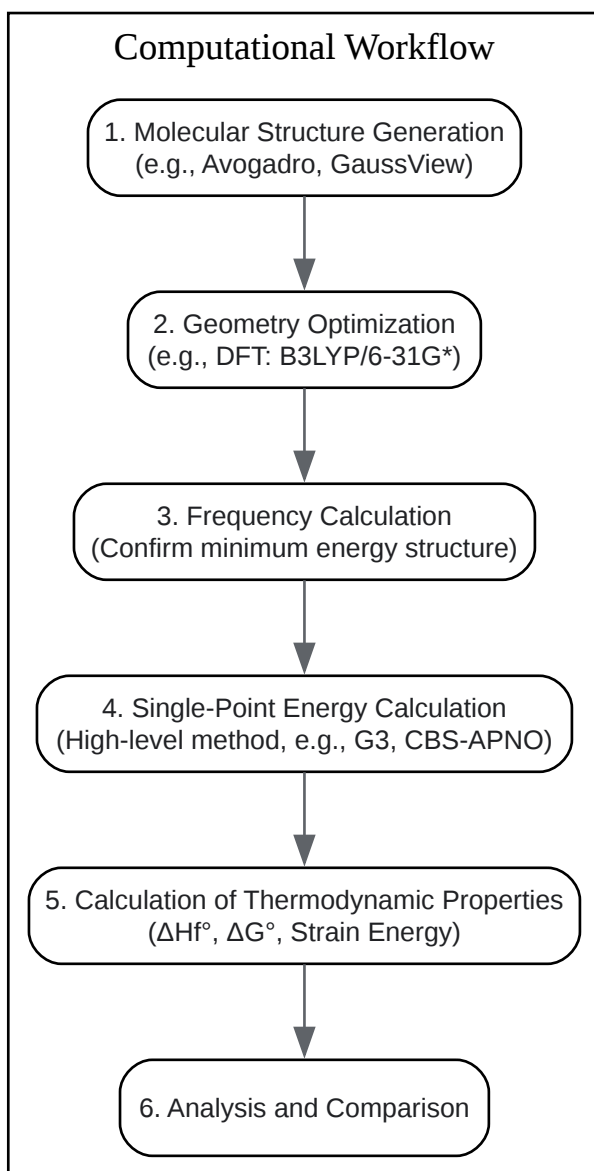 Computational Workflow
1. Molecular Structure Generation
(e.g., Avogadro, GaussView)
2. Geometry Optimization
(e.g., DFT: B3LYP/6-31G*)
3. Frequency Calculation
(Confirm minimum energy structure)
4. Single-Point Energy Calculation
(High-level method, e.g., G3, CBS-APNO)
5. Calculation of Thermodynamic Properties
(ΔHf°, ΔG°, Strain Energy)
6. Analysis and Comparison